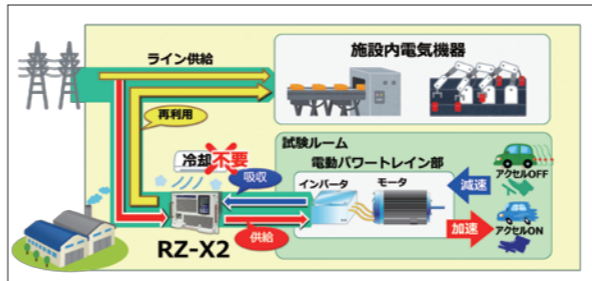 ライン供給
施設内電気機器
再利用
冷却不要
試験ルーム
電動パワートレイン部
吸収
インバータ
モータ
減速
アクセルOFF
RZ-X2
供給
加速
アクセルON